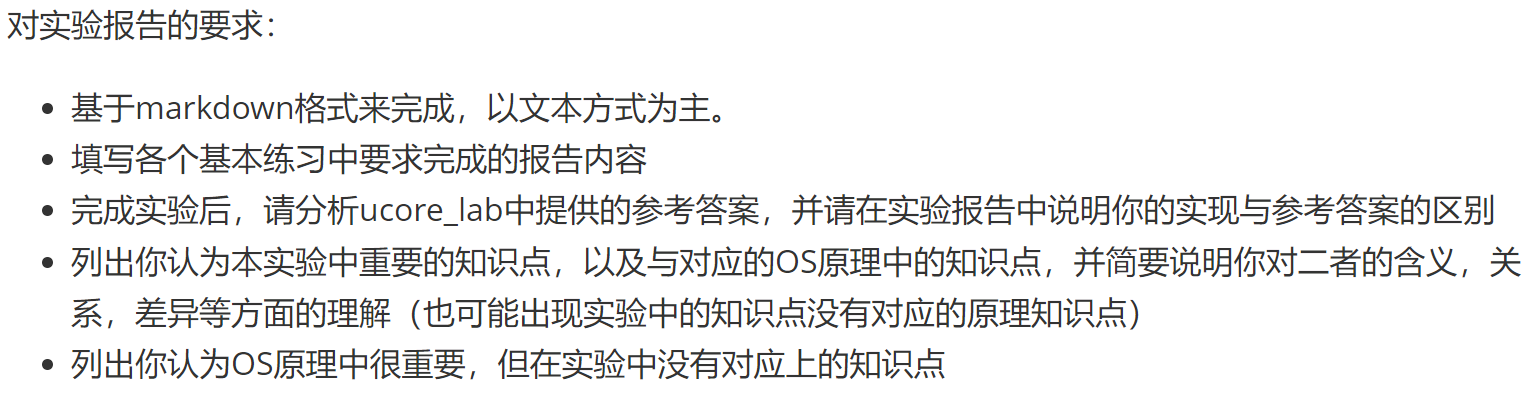 对实验报告的要求：
基于markdown格式来完成，以文本方式为主。
填写各个基本练习中要求完成的报告内容
完成实验后，请分析ucore_lab中提供的参考答案，并请在实验报告中说明你的实现与参考答案的区别
列出你认为本实验中重要的知识点，以及与对应的OS原理中的知识点，并简要说明你对二者的含义，关
系，差异等方面的理解（也可能出现实验中的知识点没有对应的原理知识点）
列出你认为OS原理中很重要，但在实验中没有对应上的知识点